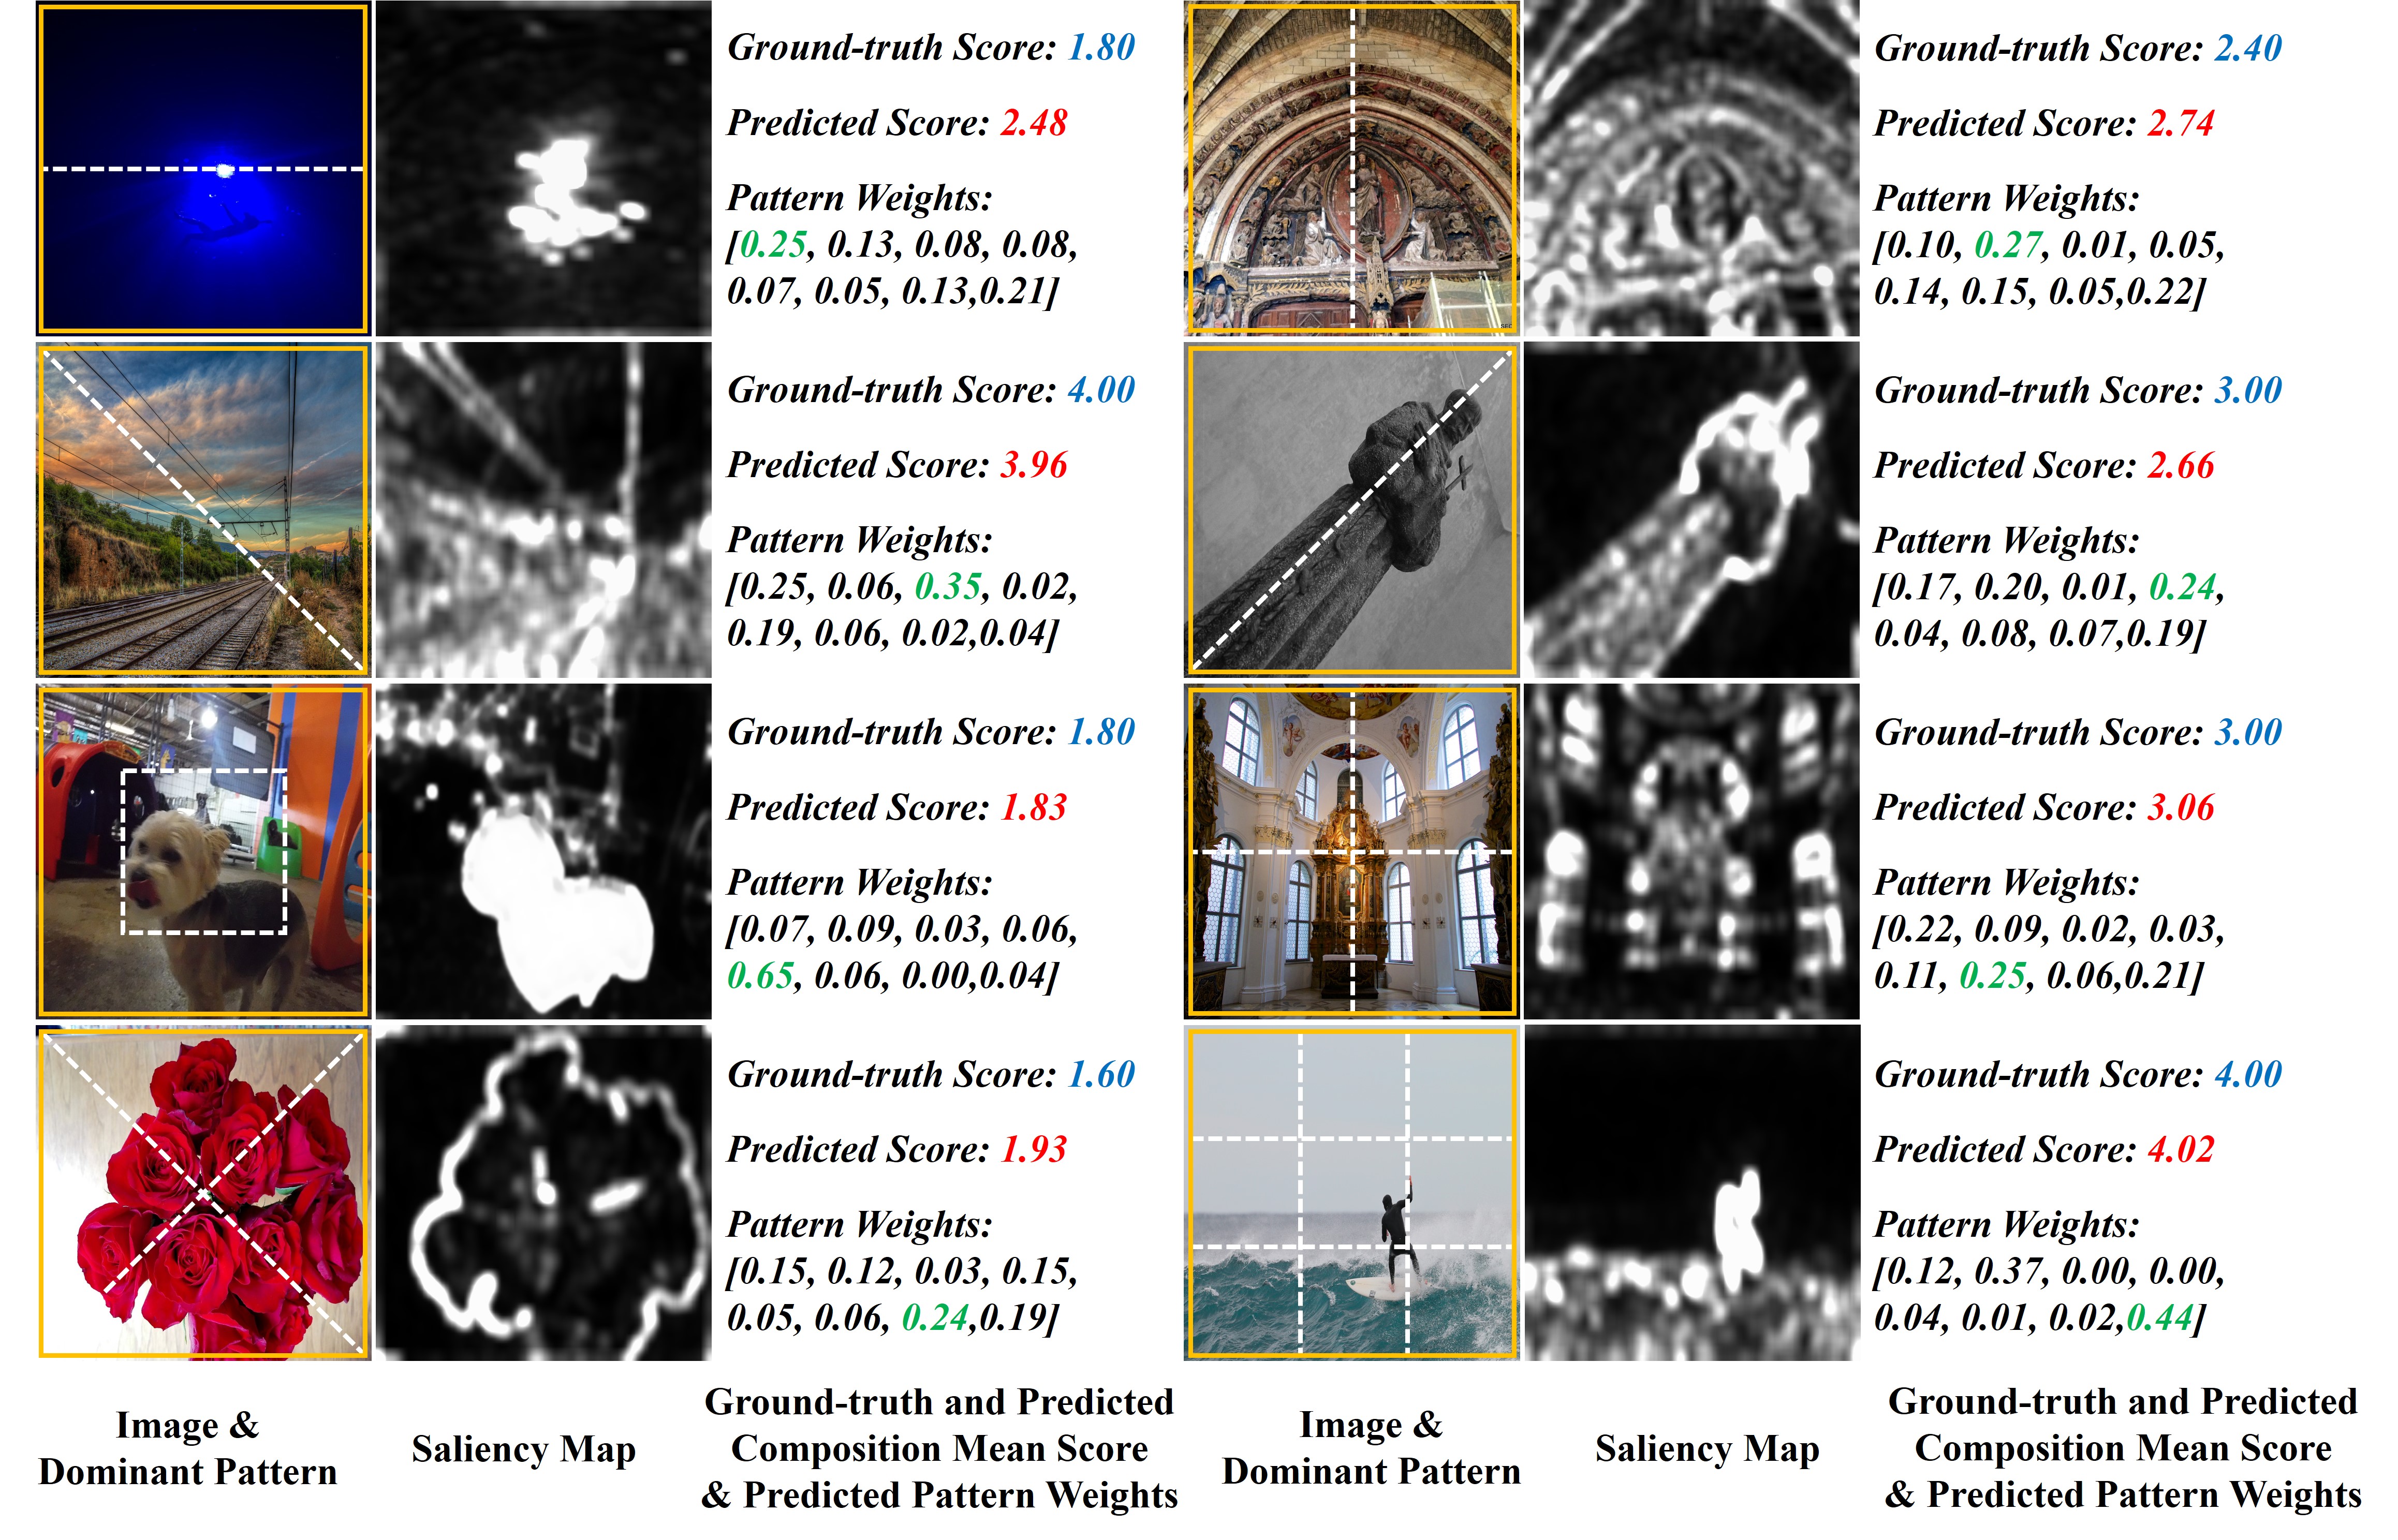 Ground-truth Score: 1.80
Predicted Score: 2.48
Pattern Weights:
[0.25, 0.13, 0.08, 0.08,
0.07, 0.05, 0.13,0.21]
Ground-truth Score: 2.40
Predicted Score: 2.74
Pattern Weights:
[0.10, 0.27, 0.01, 0.05,
0.14, 0.15, 0.05,0.22]
Ground-truth Score: 4.00
Predicted Score: 3.96
Pattern Weights:
[0.25, 0.06, 0.35, 0.02,
0.19, 0.06, 0.02,0.04]
Ground-truth Score: 3.00
Predicted Score: 2.66
Pattern Weights:
[0.17, 0.20, 0.01, 0.24,
0.04, 0.08, 0.07,0.19]
Ground-truth Score: 1.80
Predicted Score: 1.83
Pattern Weights:
[0.07, 0.09, 0.03, 0.06,
0.65, 0.06, 0.00,0.04]
Ground-truth Score: 3.00
Predicted Score: 3.06
Pattern Weights:
[0.22, 0.09, 0.02, 0.03,
0.11, 0.25, 0.06,0.21]
Ground-truth Score: 1.60
Predicted Score: 1.93
Pattern Weights:
[0.15, 0.12, 0.03, 0.15,
0.05, 0.06, 0.24,0.19]
Ground-truth Score: 4.00
Predicted Score: 4.02
Pattern Weights:
[0.12, 0.37, 0.00, 0.00,
0.04, 0.01, 0.02,0.44]
Image &
Dominant Pattern
Saliency Map
Ground-truth and Predicted
Composition Mean Score
& Predicted Pattern Weights
Image &
Dominant Pattern
Saliency Map
Ground-truth and Predicted
Composition Mean Score
& Predicted Pattern Weights